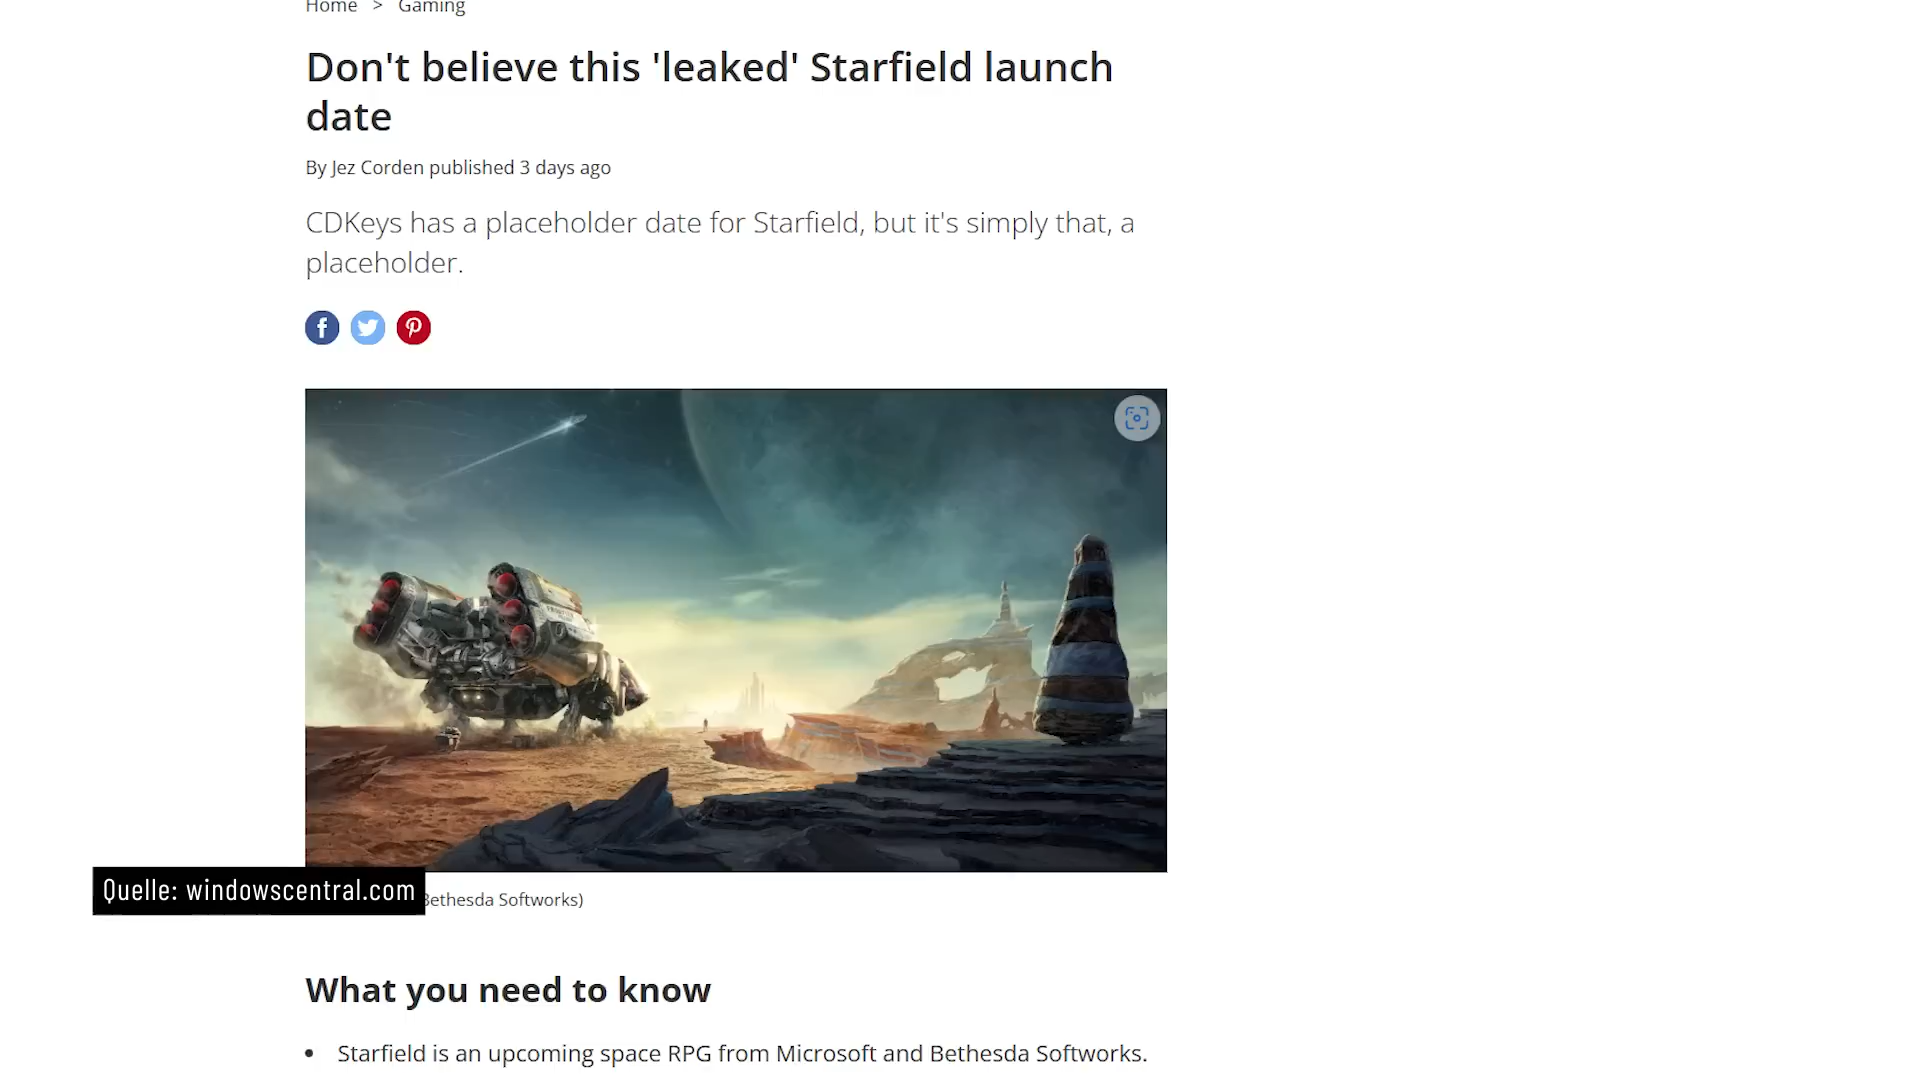 Home > Gaming
Don't believe this 'leaked' Starfield launch
date
By Jez Corden published 3 days ago
CDKeys has a placeholder date for Starfield, but it's simply that, a
placeholder.
Quelle: windowscentral.com
Bethesda Softworks)
What you need to know
• Starfield is an upcoming space RPG from Microsoft and Bethesda Softworks.